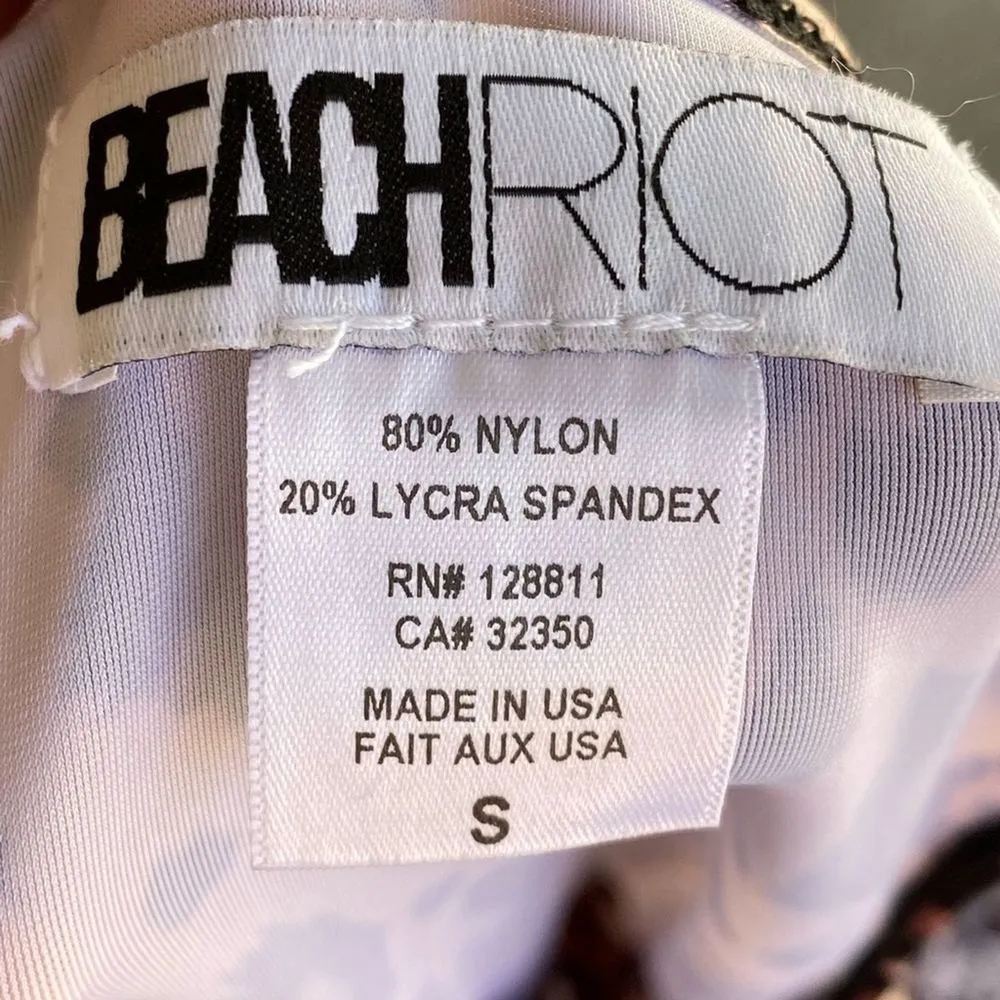 BEACHRIOT
80% NYLON
20% LYCRA SPANDEX
RN# 128811
CA# 32350
MADE IN USA
FAIT AUX USA
S